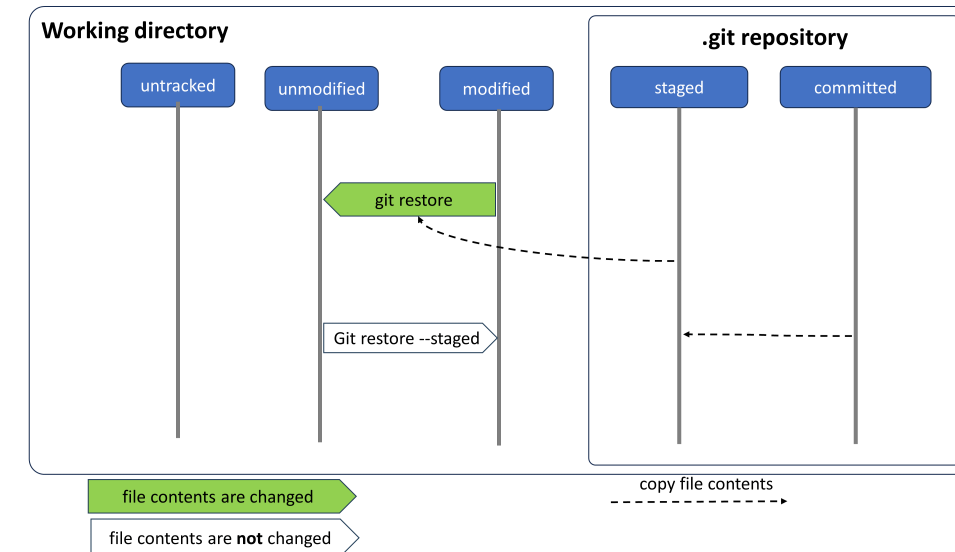 Working directory
.git repository
untracked
unmodified
modified
staged
committed
git restore
Git restore --staged
file contents are changed
copy file contents
file contents are not changed